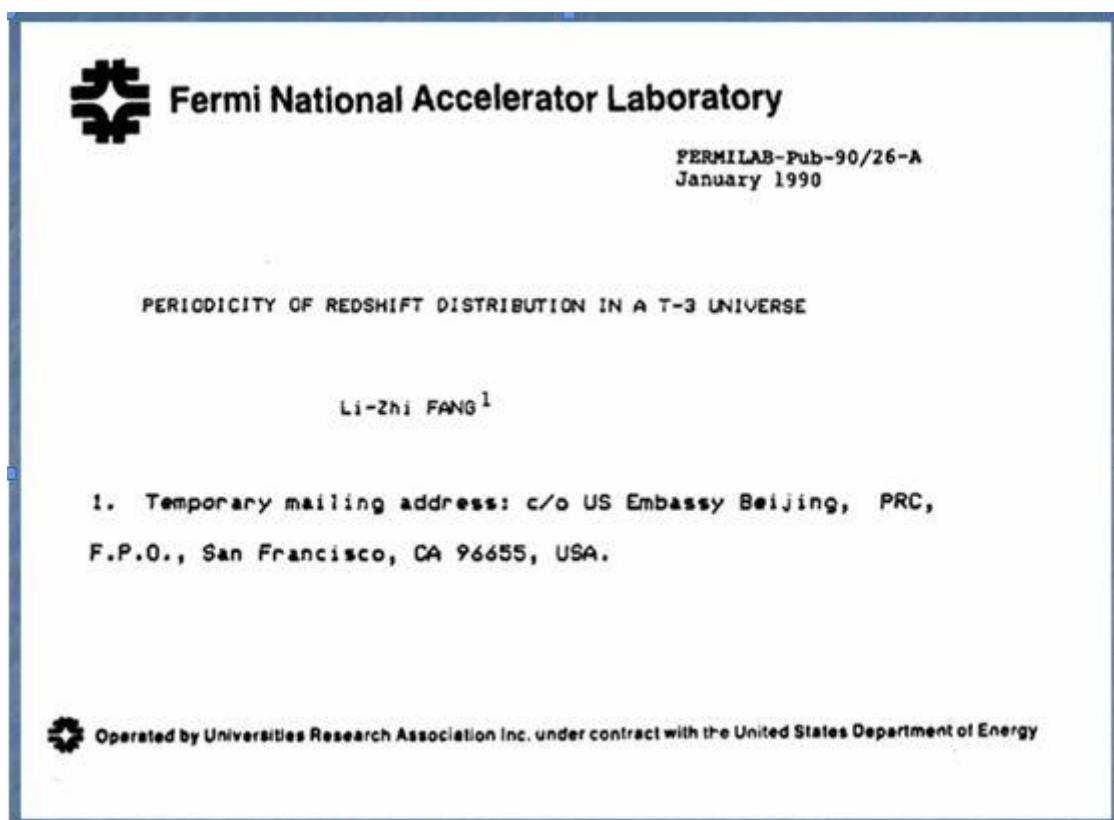 Fermi National Accelerator Laboratory
FERMILAB-Pub-90/26-A
January 1990
PERIODICITY OF REDSHIFT DISTRIBUTION IN A T-3 UNIVERSE
Li-Zhi FANG1
1. Temporary mailing address: c/o US Embassy Beijing, PRC,
F.P.O., San Francisco, CA 96655, USA.
Operated by Universities Research Association Inc. under contract with the United States Department of Energy